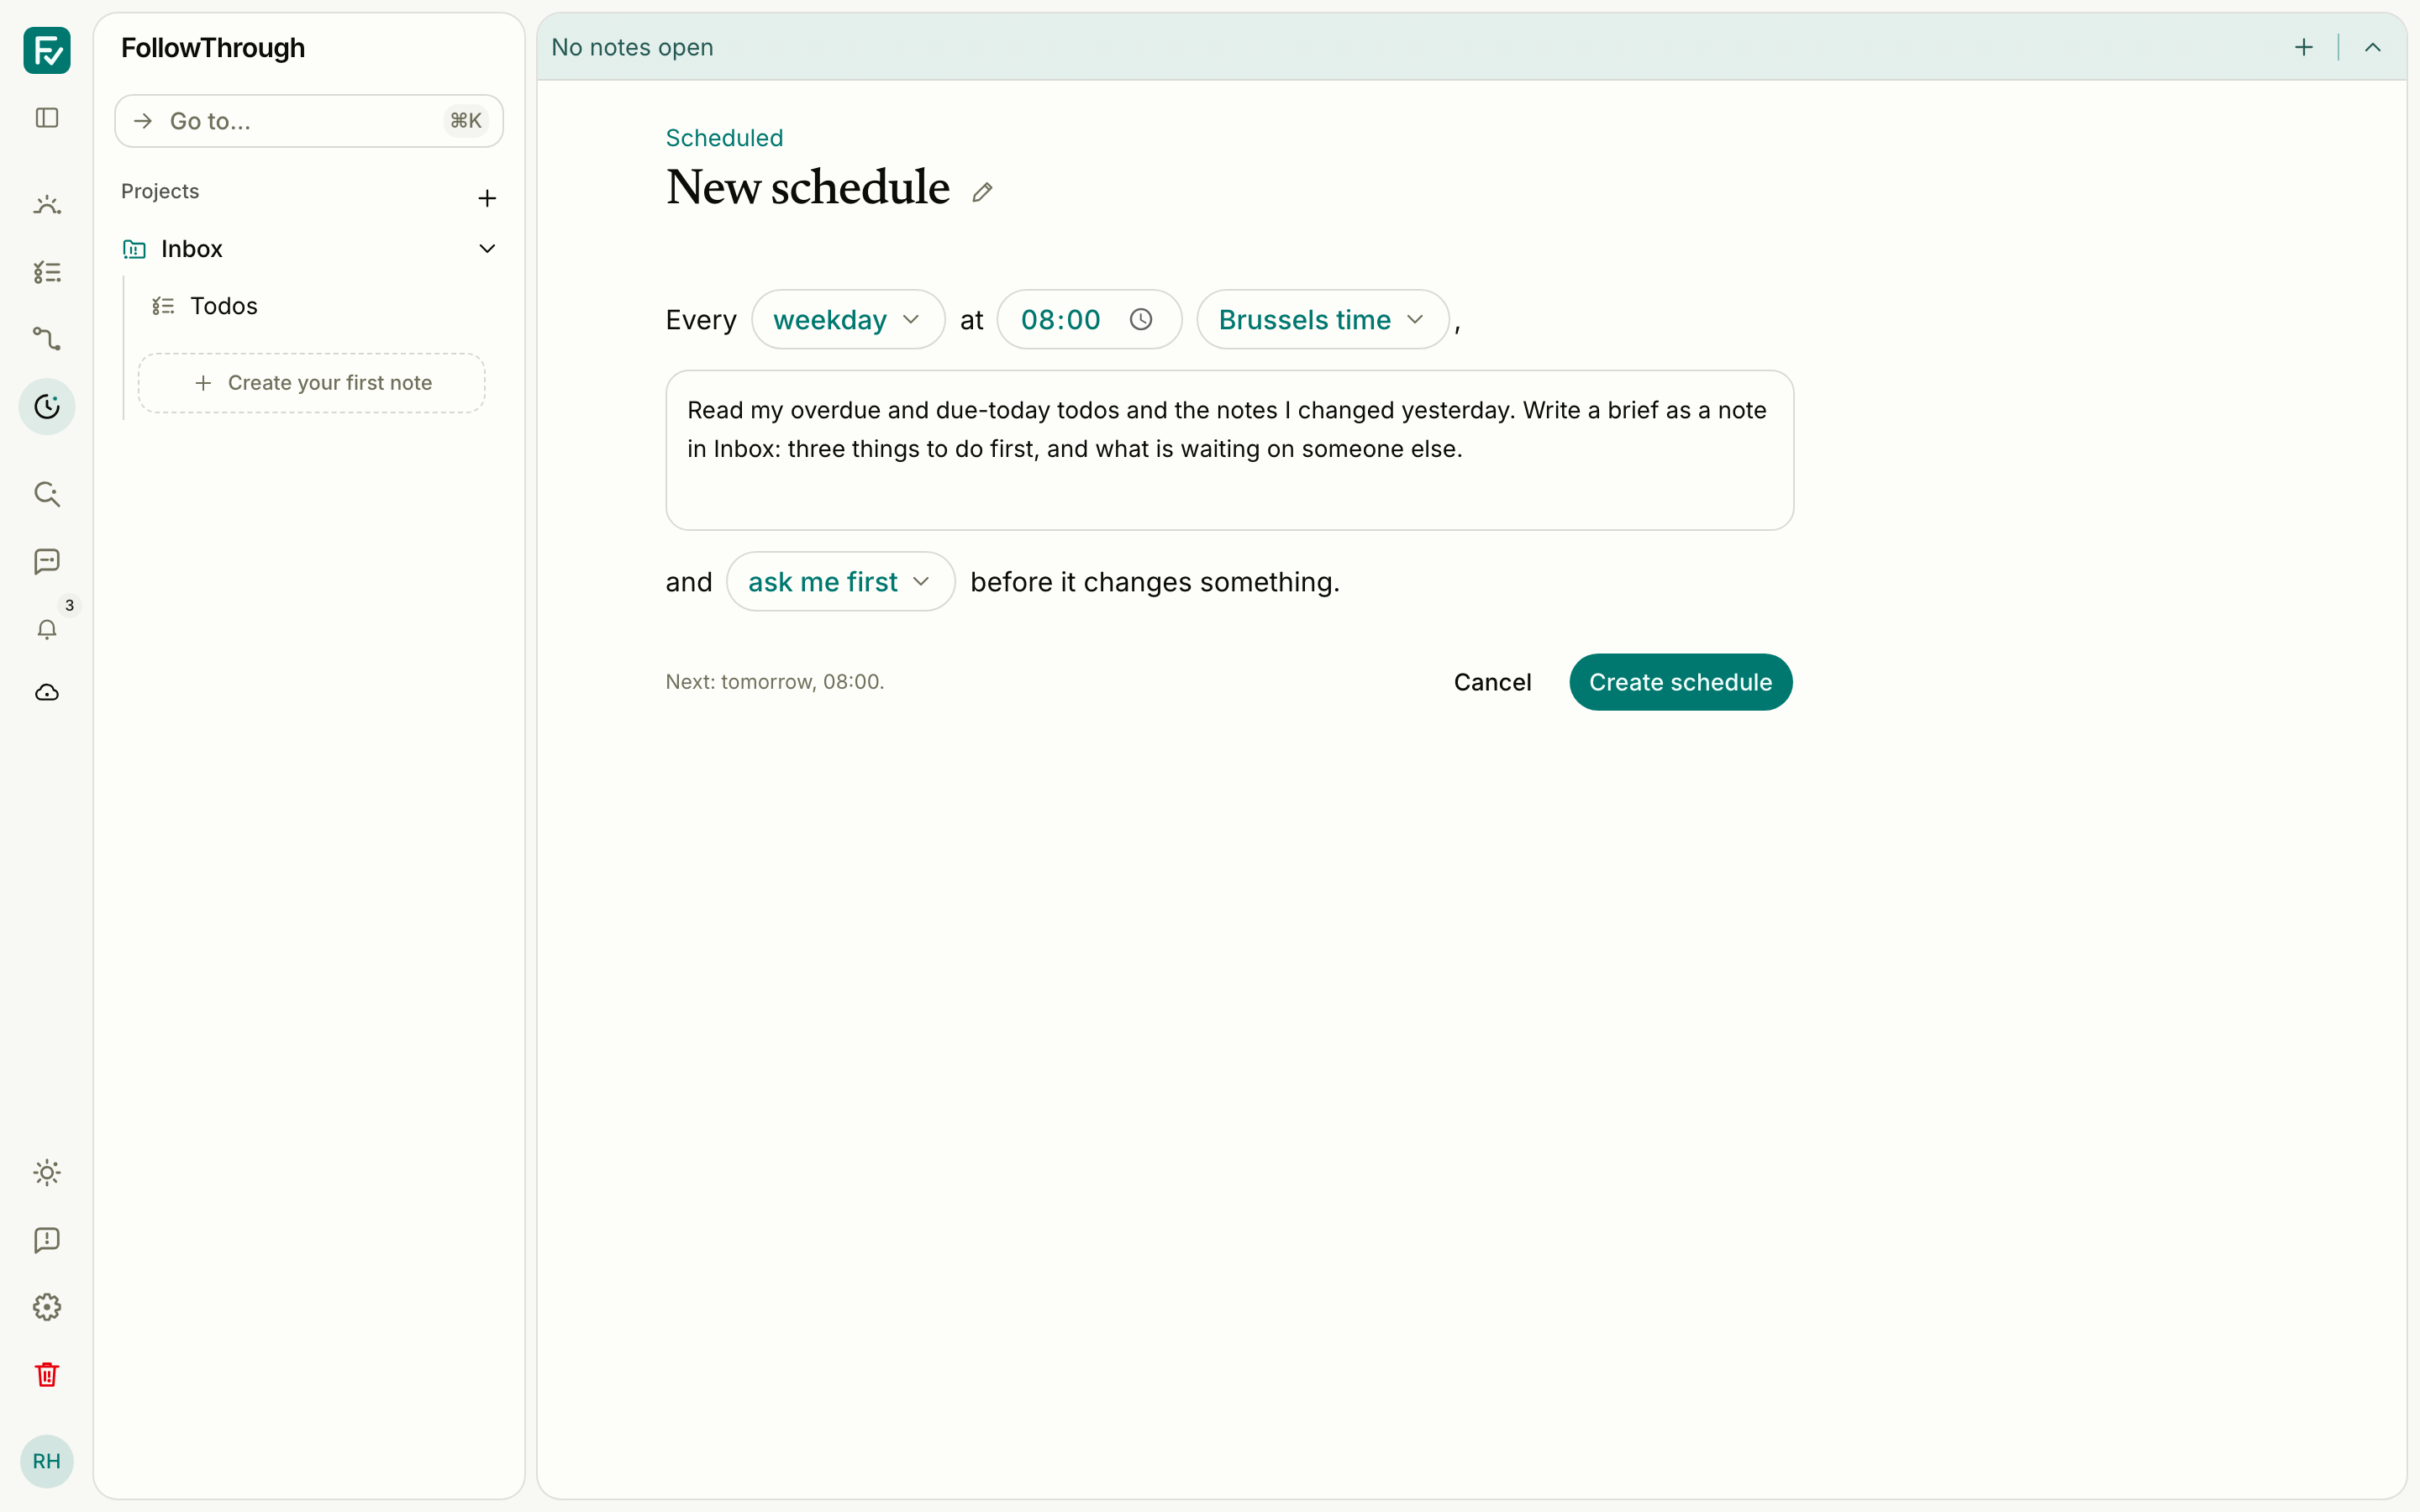 FollowThrough
Go to...
⌘K
Projects
Inbox
Todos
Create your first note
3
RH
No notes open
Scheduled
New schedule
Every weekday at 08:00 Brussels time ,
Read my overdue and due-today todos and the notes I changed yesterday. Write a brief as a note
in Inbox: three things to do first, and what is waiting on someone else.
and ask me first before it changes something.
Next: tomorrow, 08:00.
Cancel
Create schedule